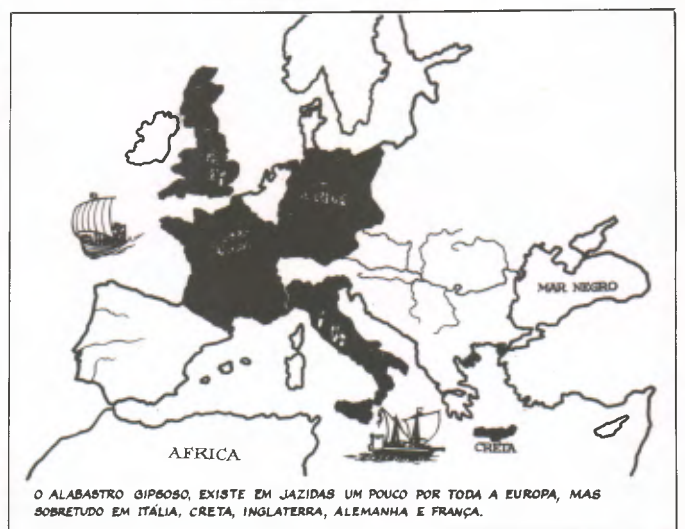 MAR NEGRO
AFRICA
CRETA
O ALABASTRO GIPSOSO, EXISTE EM JAZIDAS UM POUCO POR TODA A EUROPA, MAS
SOBRETUDO EM ITÁLIA, CRETA, INGLATERRA, ALEMANHA E FRANÇA.